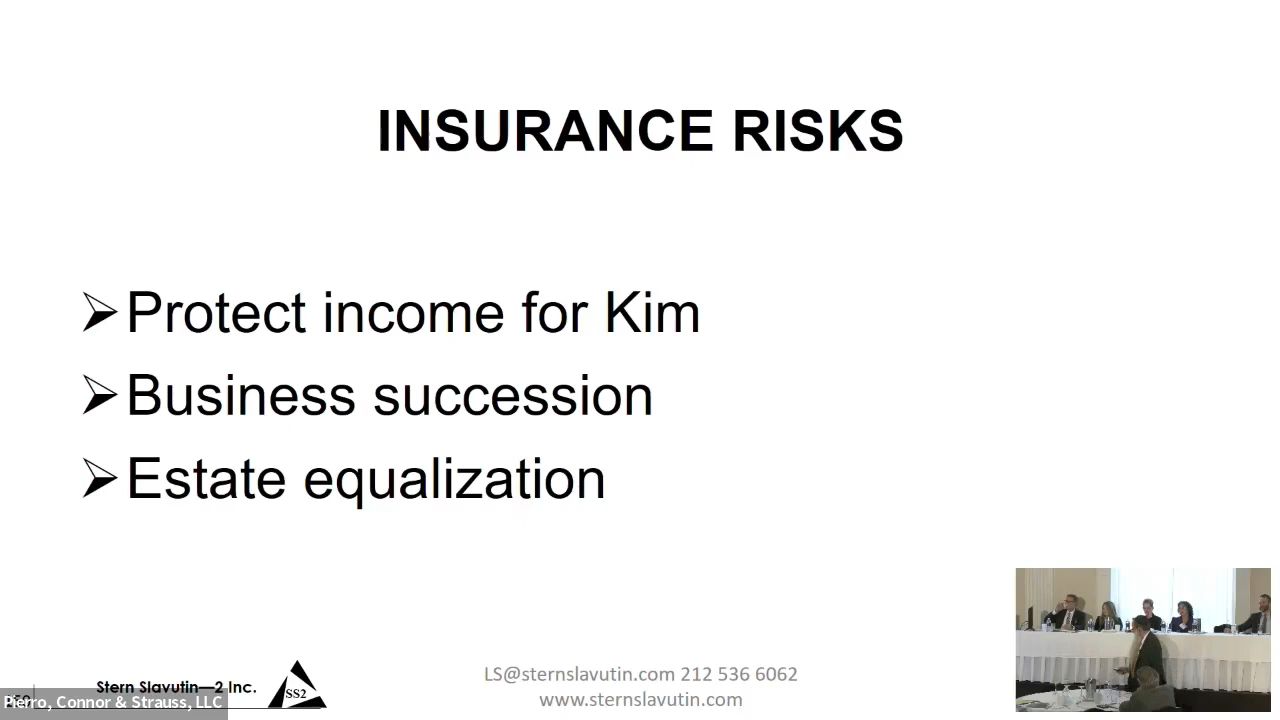 INSURANCE RISKS
➢Protect income for Kim
➢Business succession
➢Estate equalization
Stern Slavutin—2 Inc.
SS2
LS@sternslavutin.com 212 536 6062
www.sternslavutin.com
Pierro, Connor & Strauss, LLC